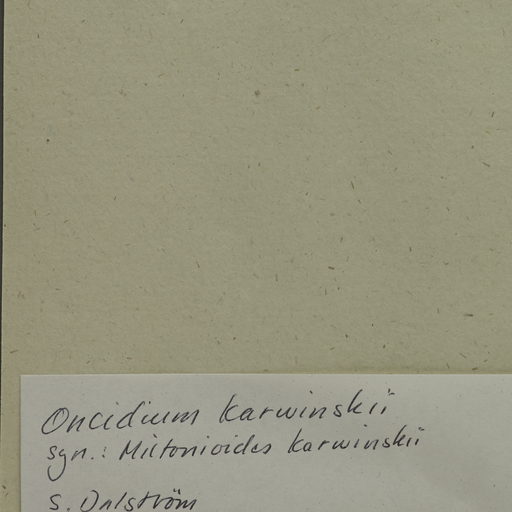 Oncidium karwinskii
syn.: Miltonioides karwinskii
S. Dalström